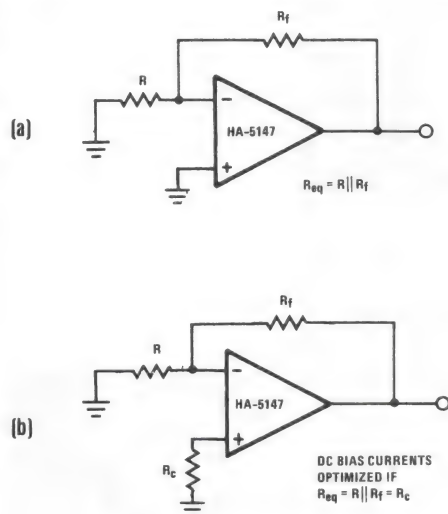 (a)
R
Rf
−
HA-5147
+
Req = R||Rf
(b)
R
Rf
−
HA-5147
+
Rc
DC BIAS CURRENTS
OPTIMIZED IF
Req = R||Rf = Rc